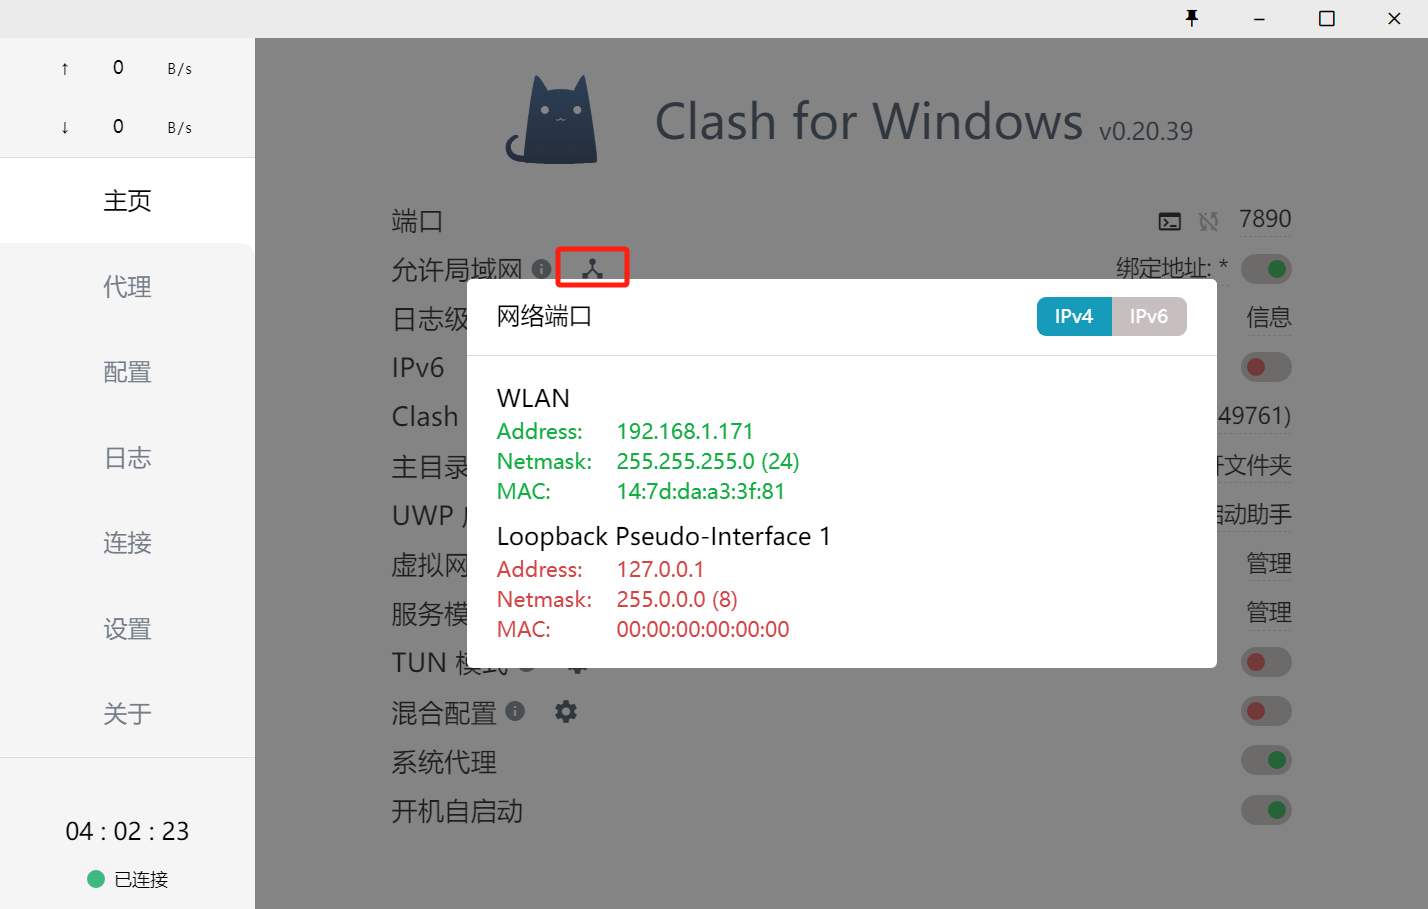 ↑ 0 B/s
↓ 0 B/s
主页
代理
配置
日志
连接
设置
关于
04 : 02 : 23
已连接
Clash for Windows v0.20.39
端口 7890
允许局域网 绑定地址: *
日志级 信息
IPv6
Clash 49761)
主目录 开文件夹
UWP 启动助手
虚拟网 管理
服务模 管理
TUN 模式
混合配置
系统代理
开机自启动
网络端口 IPv4 IPv6
WLAN
Address: 192.168.1.171
Netmask: 255.255.255.0 (24)
MAC: 14:7d:da:a3:3f:81
Loopback Pseudo-Interface 1
Address: 127.0.0.1
Netmask: 255.0.0.0 (8)
MAC: 00:00:00:00:00:00